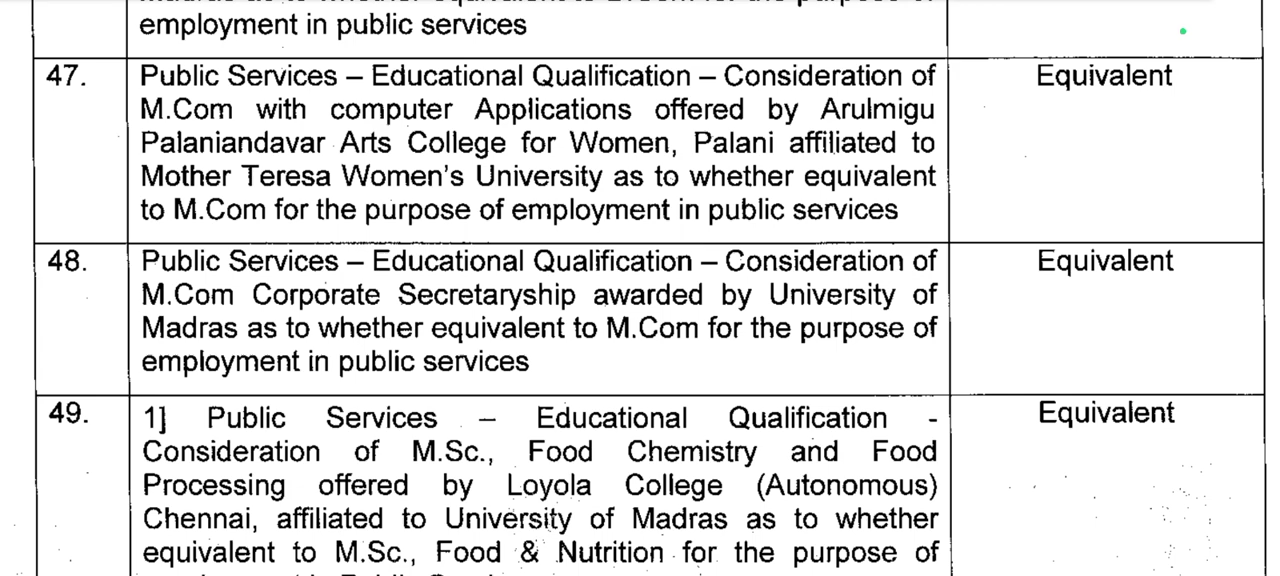 employment in public services
47.
Public Services – Educational Qualification – Consideration of
M.Com with computer Applications offered by Arulmigu
Palaniandavar Arts College for Women, Palani affiliated to
Mother Teresa Women's University as to whether equivalent
to M.Com for the purpose of employment in public services
Equivalent
48.
Public Services – Educational Qualification – Consideration of
M.Com Corporate Secretaryship awarded by University of
Madras as to whether equivalent to M.Com for the purpose of
employment in public services
Equivalent
49.
1] Public Services – Educational Qualification -
Consideration of M.Sc., Food Chemistry and Food
Processing offered by Loyola College (Autonomous)
Chennai, affiliated to University of Madras as to whether
equivalent to M.Sc., Food & Nutrition for the purpose of
Equivalent